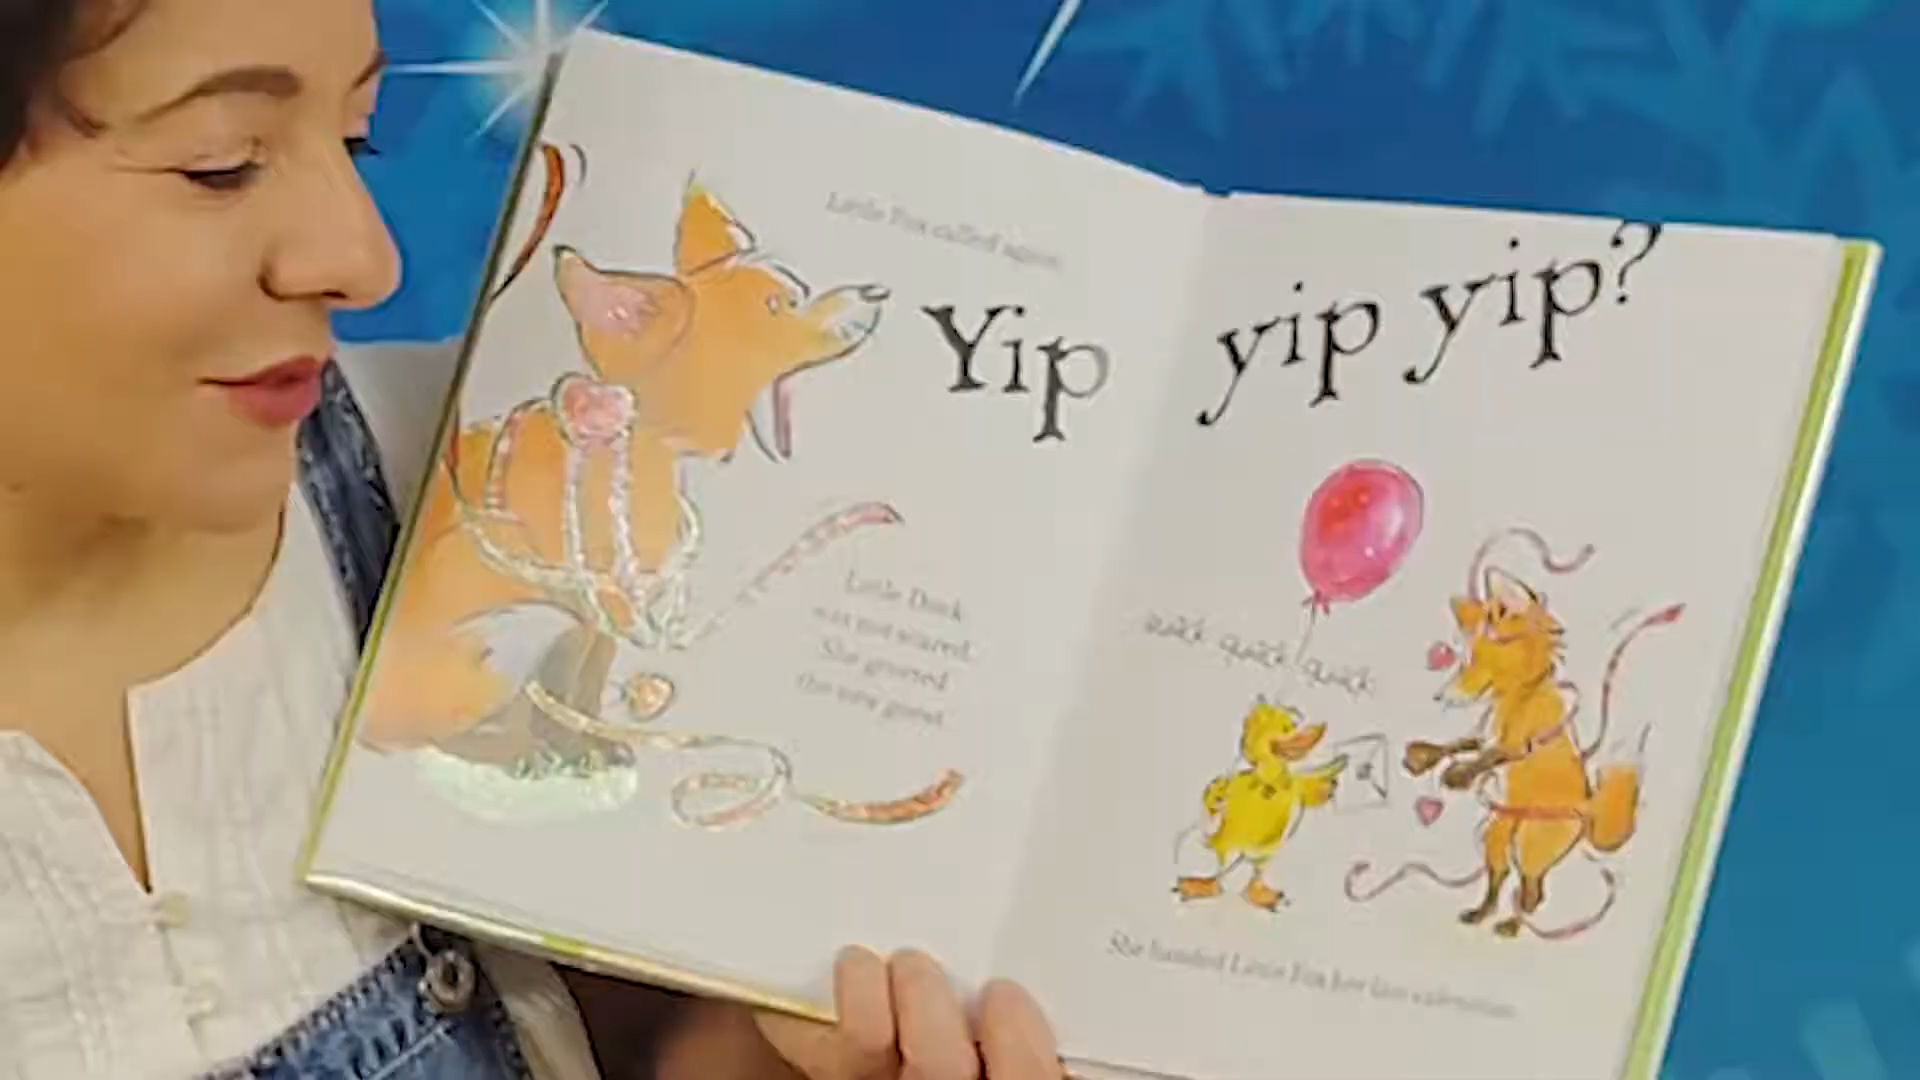 Little Fox called again.
Yip yip yip?
Little Duck
was not scared.
She greeted
the new guest.
quack quack quack
She handed Little Fox her last valentine.